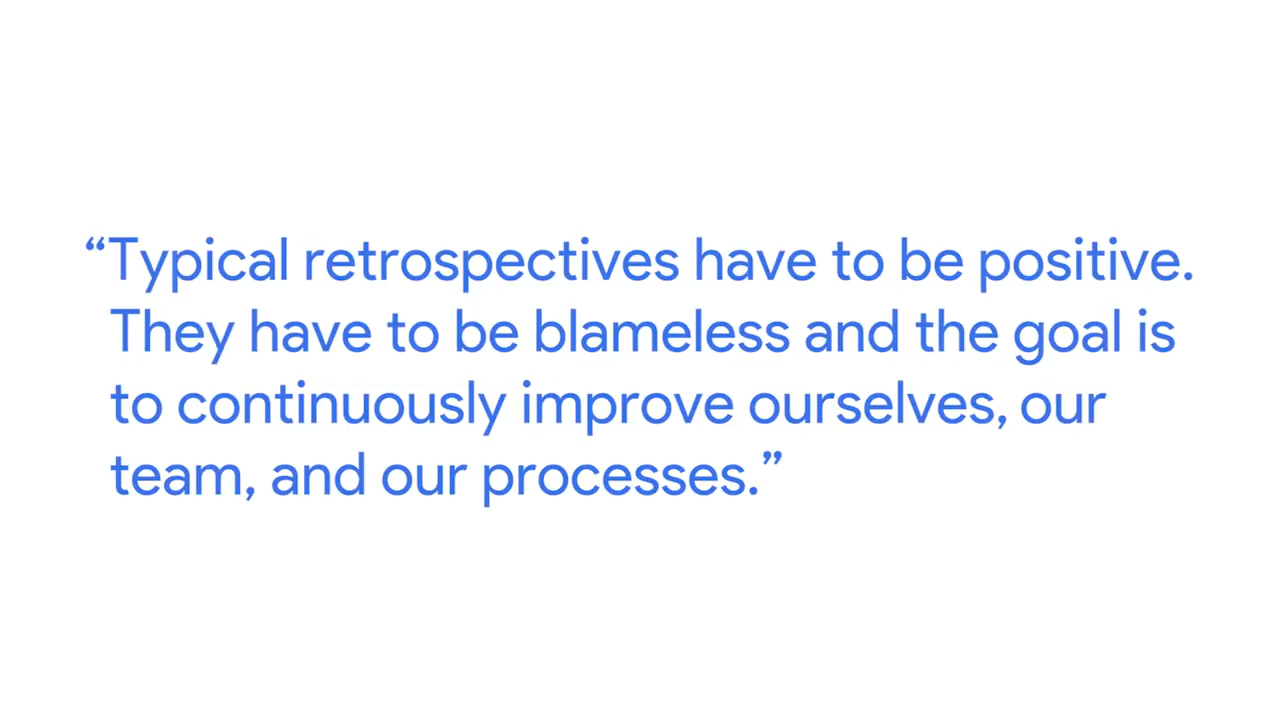 “Typical retrospectives have to be positive.
They have to be blameless and the goal is
to continuously improve ourselves, our
team, and our processes.”